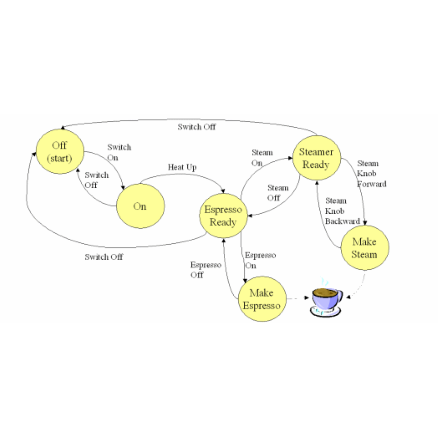 Switch Off
Off
(start)
Switch
On
Switch
Off
On
Heat Up
Steam
On
Steam
Off
Steamer
Ready
Steam
Knob
Forward
Steam
Knob
Backward
Espresso
Ready
Make
Steam
Switch Off
Espresso
Off
Espresso
On
Make
Espresso